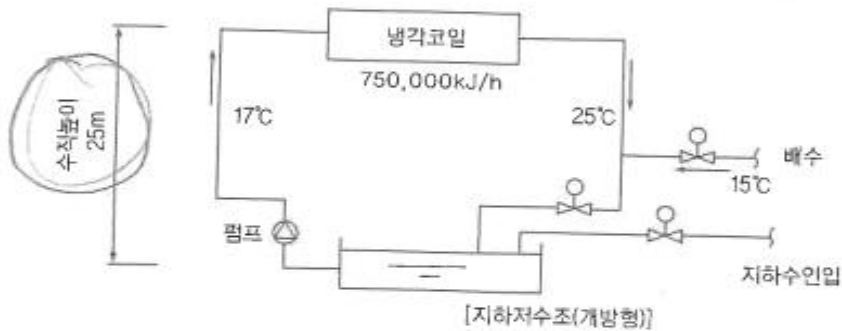 냉각코일
750,000kJ/h
수직높이
25m
17℃
25℃
배수
15℃
펌프
지하수인입
[지하저수조(개방형)]